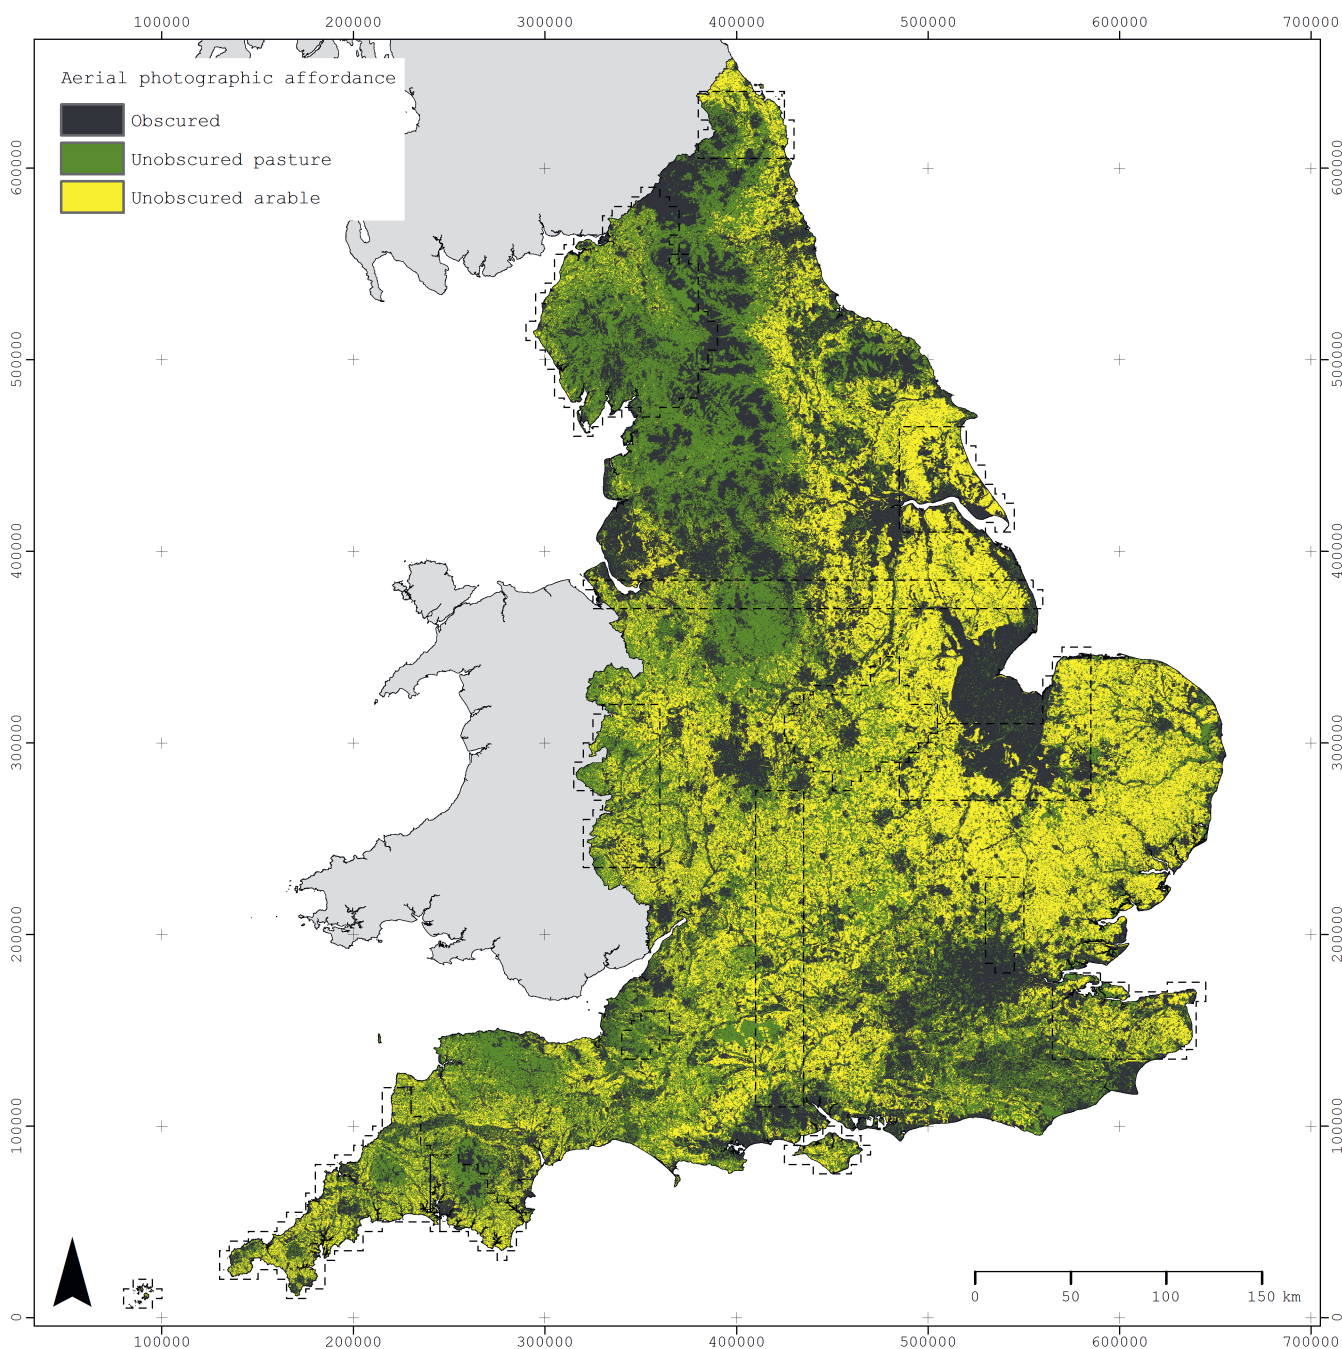 100000 200000 300000 400000 500000 600000 700000
Aerial photographic affordance
Obscured
Unobscured pasture
Unobscured arable
600000 600000
500000 500000
400000 400000
300000 300000
200000 200000
100000 100000
0 50 100 150 km
0 0
100000 200000 300000 400000 500000 600000 700000